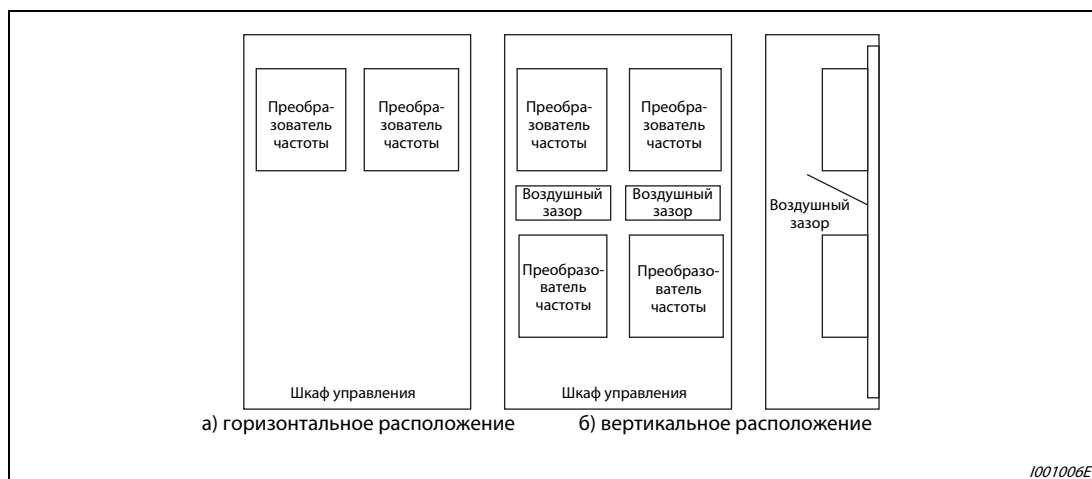 Преобра-
зователь
частоты
Преобра-
зователь
частоты
Шкаф управления
а) горизонтальное расположение
Преобра-
зователь
частоты
Преобра-
зователь
частоты
Воздушный
зазор
Воздушный
зазор
Преобразо-
ватель
частоты
Преобразо-
ватель
частоты
Шкаф управления
Воздушный
зазор
б) вертикальное расположение
I001006E